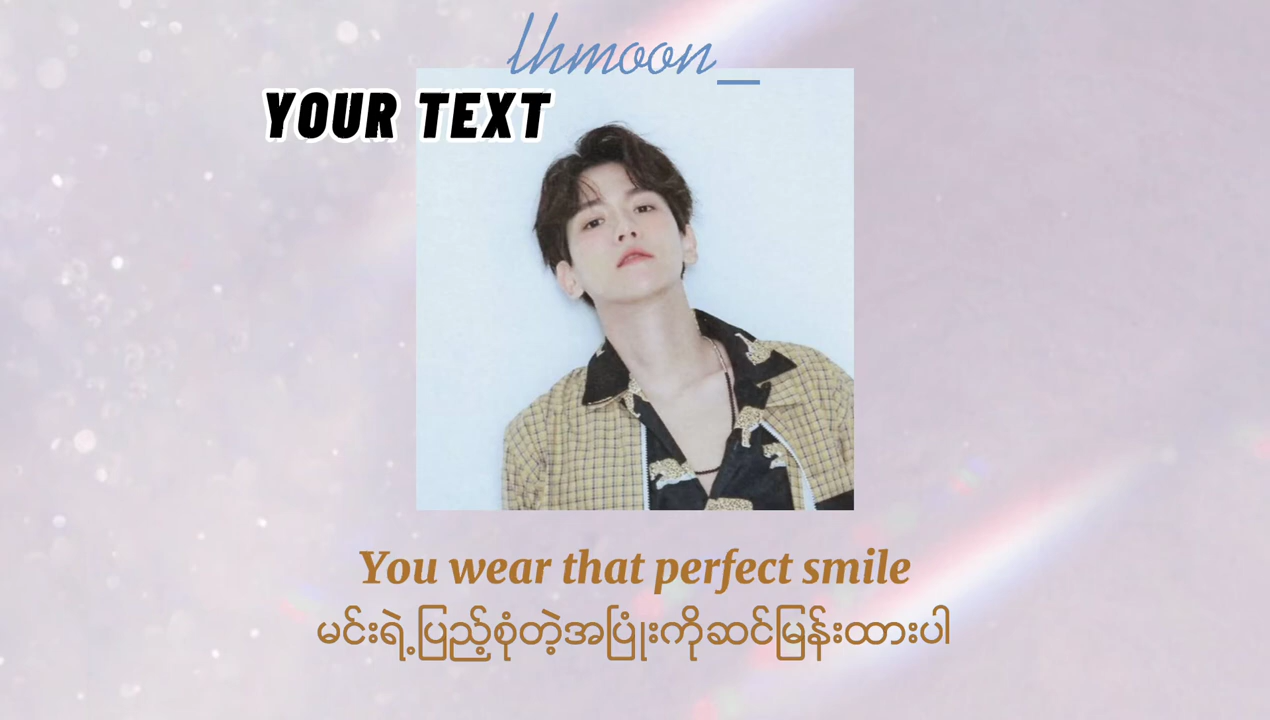 lhmoon_
YOUR TEXT
You wear that perfect smile
မင်းရဲ့ပြည့်စုံတဲ့အပြုံးကိုဆင်မြန်းထားပါ